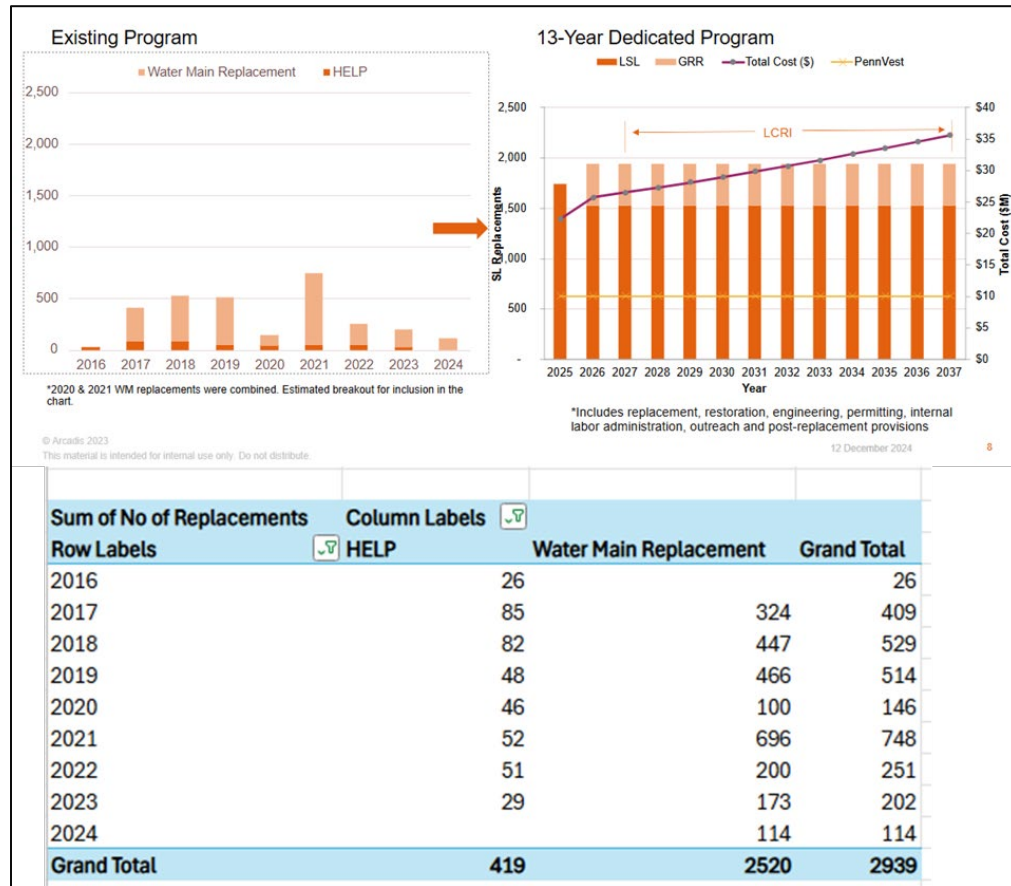 Existing Program
Water Main Replacement HELP
2,500
2,000
1,500
1,000
500
0
2016 2017 2018 2019 2020 2021 2022 2023 2024
*2020 & 2021 WM replacements were combined. Estimated breakout for inclusion in the
chart.
13-Year Dedicated Program
LSL GRR Total Cost ($) PennVest
LCRI
SL Replacements
2,500
2,000
1,500
1,000
500
-
$40
$35
$30
$25
$20
$15
$10
$5
$0
Total Cost ($M)
2025 2026 2027 2028 2029 2030 2031 2032 2033 2034 2035 2036 2037
Year
*Includes replacement, restoration, engineering, permitting, internal
labor administration, outreach and post-replacement provisions
© Arcadis 2023
This material is intended for internal use only. Do not distribute.
12 December 2024
8
Sum of No of Replacements Column Labels
Row Labels HELP Water Main Replacement Grand Total
2016 26 26
2017 85 324 409
2018 82 447 529
2019 48 466 514
2020 46 100 146
2021 52 696 748
2022 51 200 251
2023 29 173 202
2024 114 114
Grand Total 419 2520 2939